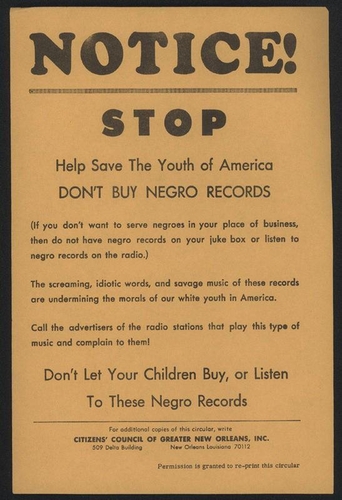 NOTICE!
STOP
Help Save The Youth of America
DON'T BUY NEGRO RECORDS
(If you don't want to serve negroes in your place of business,
then do not have negro records on your juke box or listen to
negro records on the radio.)
The screaming, idiotic words, and savage music of these records
are undermining the morals of our white youth in America.
Call the advertisers of the radio stations that play this type of
music and complain to them!
Don't Let Your Children Buy, or Listen
To These Negro Records
For additional copies of this circular, write
CITIZENS' COUNCIL OF GREATER NEW ORLEANS, INC.
509 Delta Building New Orleans Louisiana 70112
Permission is granted to re-print this circular